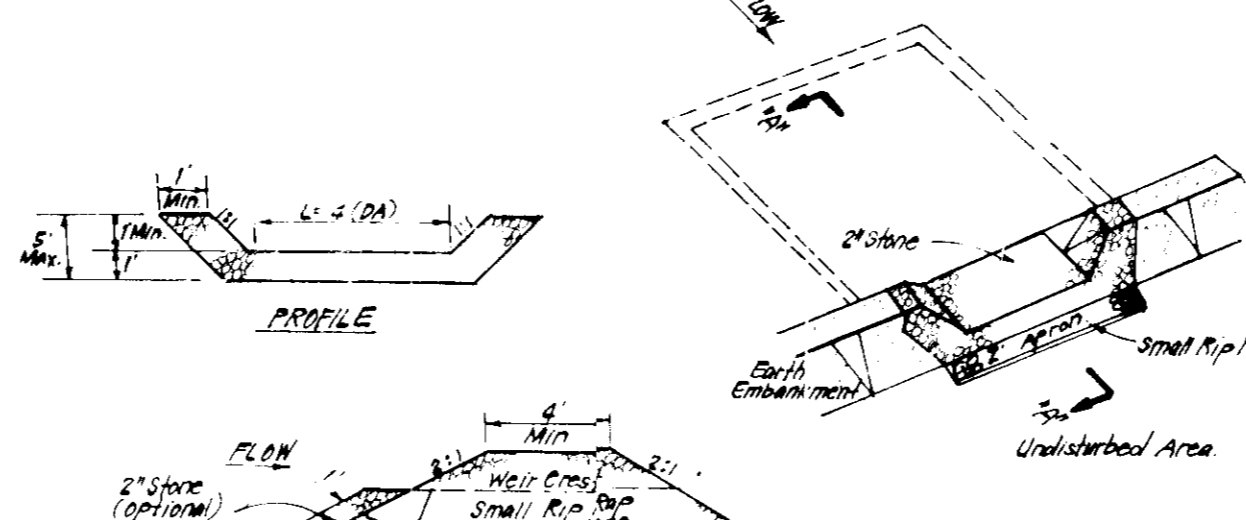 1'
Min.
1:1
L= 4 (DA)
1:1
5'
MAX.
1' Min.
1'
PROFILE
"A"
2" Stone
2' Apron
Small Rip
Earth
Embankment
"A"
Undisturbed Area.
4'
Min
FLOW
2:1
2:1
1'
Weir Crest
2" Stone
(optional)
Small Rip Rap